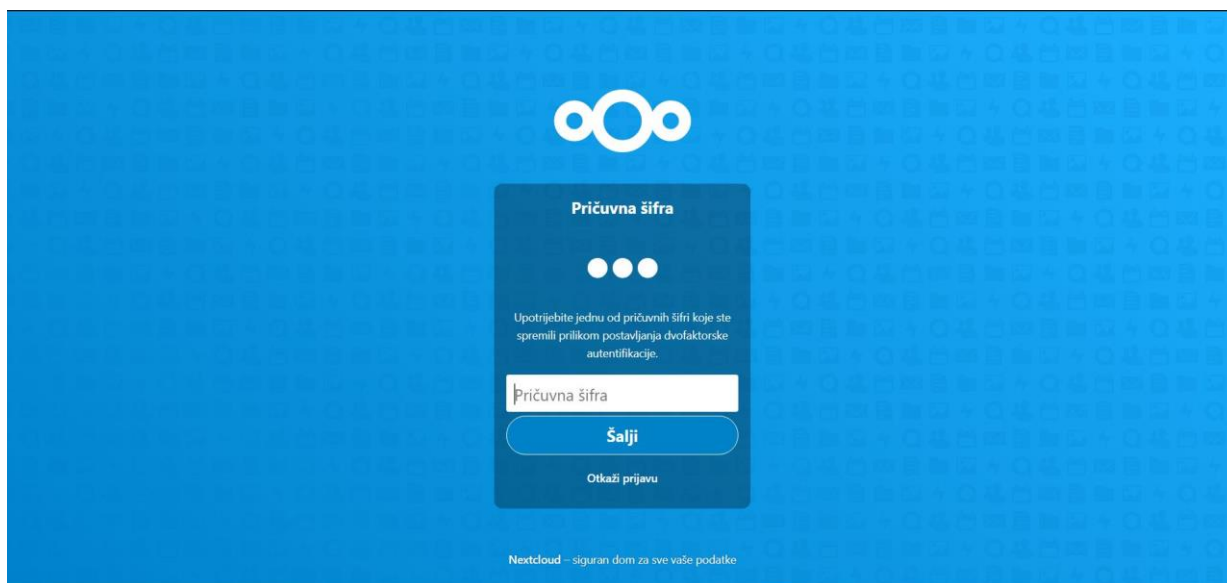 Pričuvna šifra
Upotrijebite jednu od pričuvnih šifri koje ste
spremili prilikom postavljanja dvofaktorske
autentifikacije.
Pričuvna šifra
Šalji
Otkaži prijavu
Nextcloud – siguran dom za sve vaše podatke